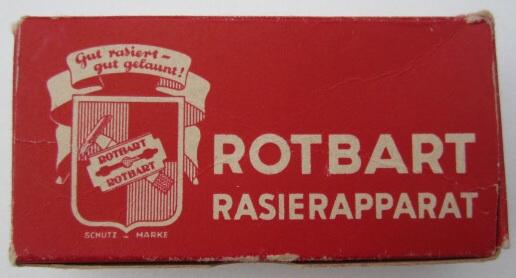 Gut rasiert –
gut gelaunt!
ROTBART
ROTBART
SCHUTZ MARKE
ROTBART
RASIERAPPARAT